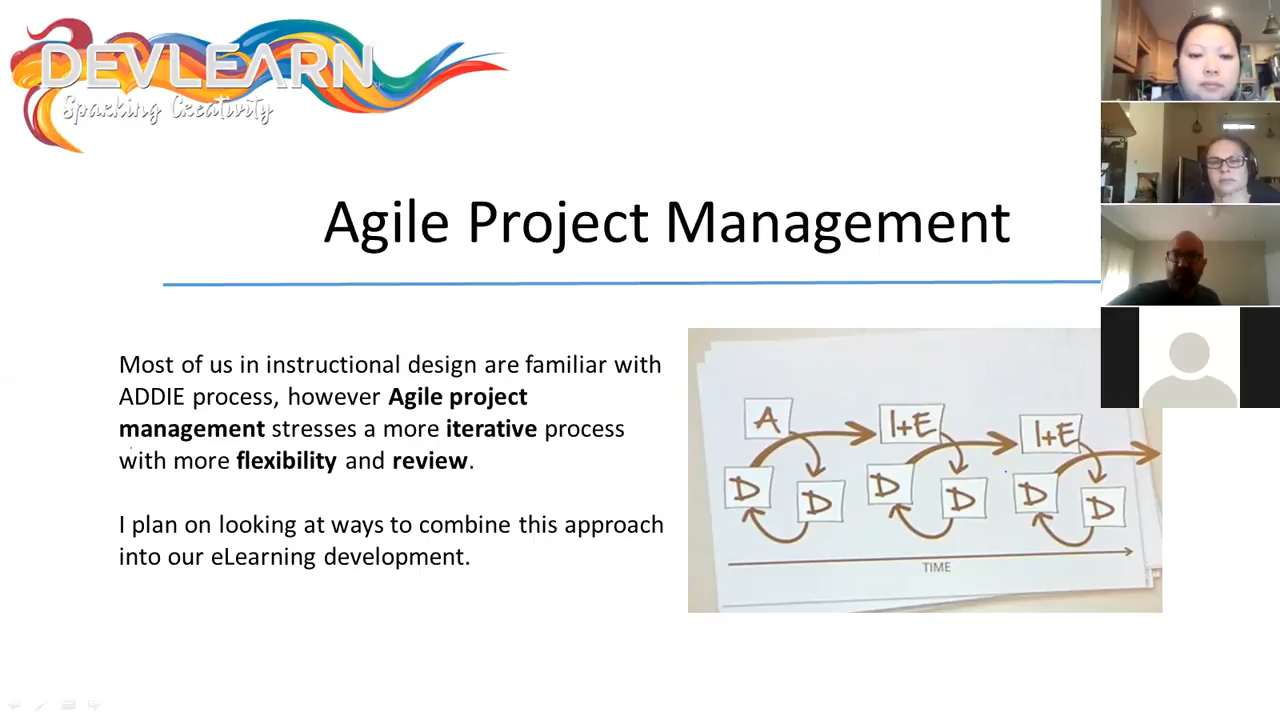 DEVLEARN
Sparking Creativity
Agile Project Management
Most of us in instructional design are familiar with
ADDIE process, however Agile project
management stresses a more iterative process
with more flexibility and review.
I plan on looking at ways to combine this approach
into our eLearning development.
A I+E I+E
D D D D D D
TIME